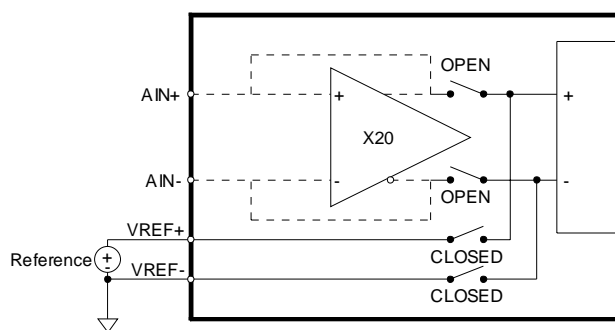 OPEN
AIN+
+
+
X20
AIN-
-
-
OPEN
VREF+
CLOSED
Reference
+
-
VREF-
CLOSED